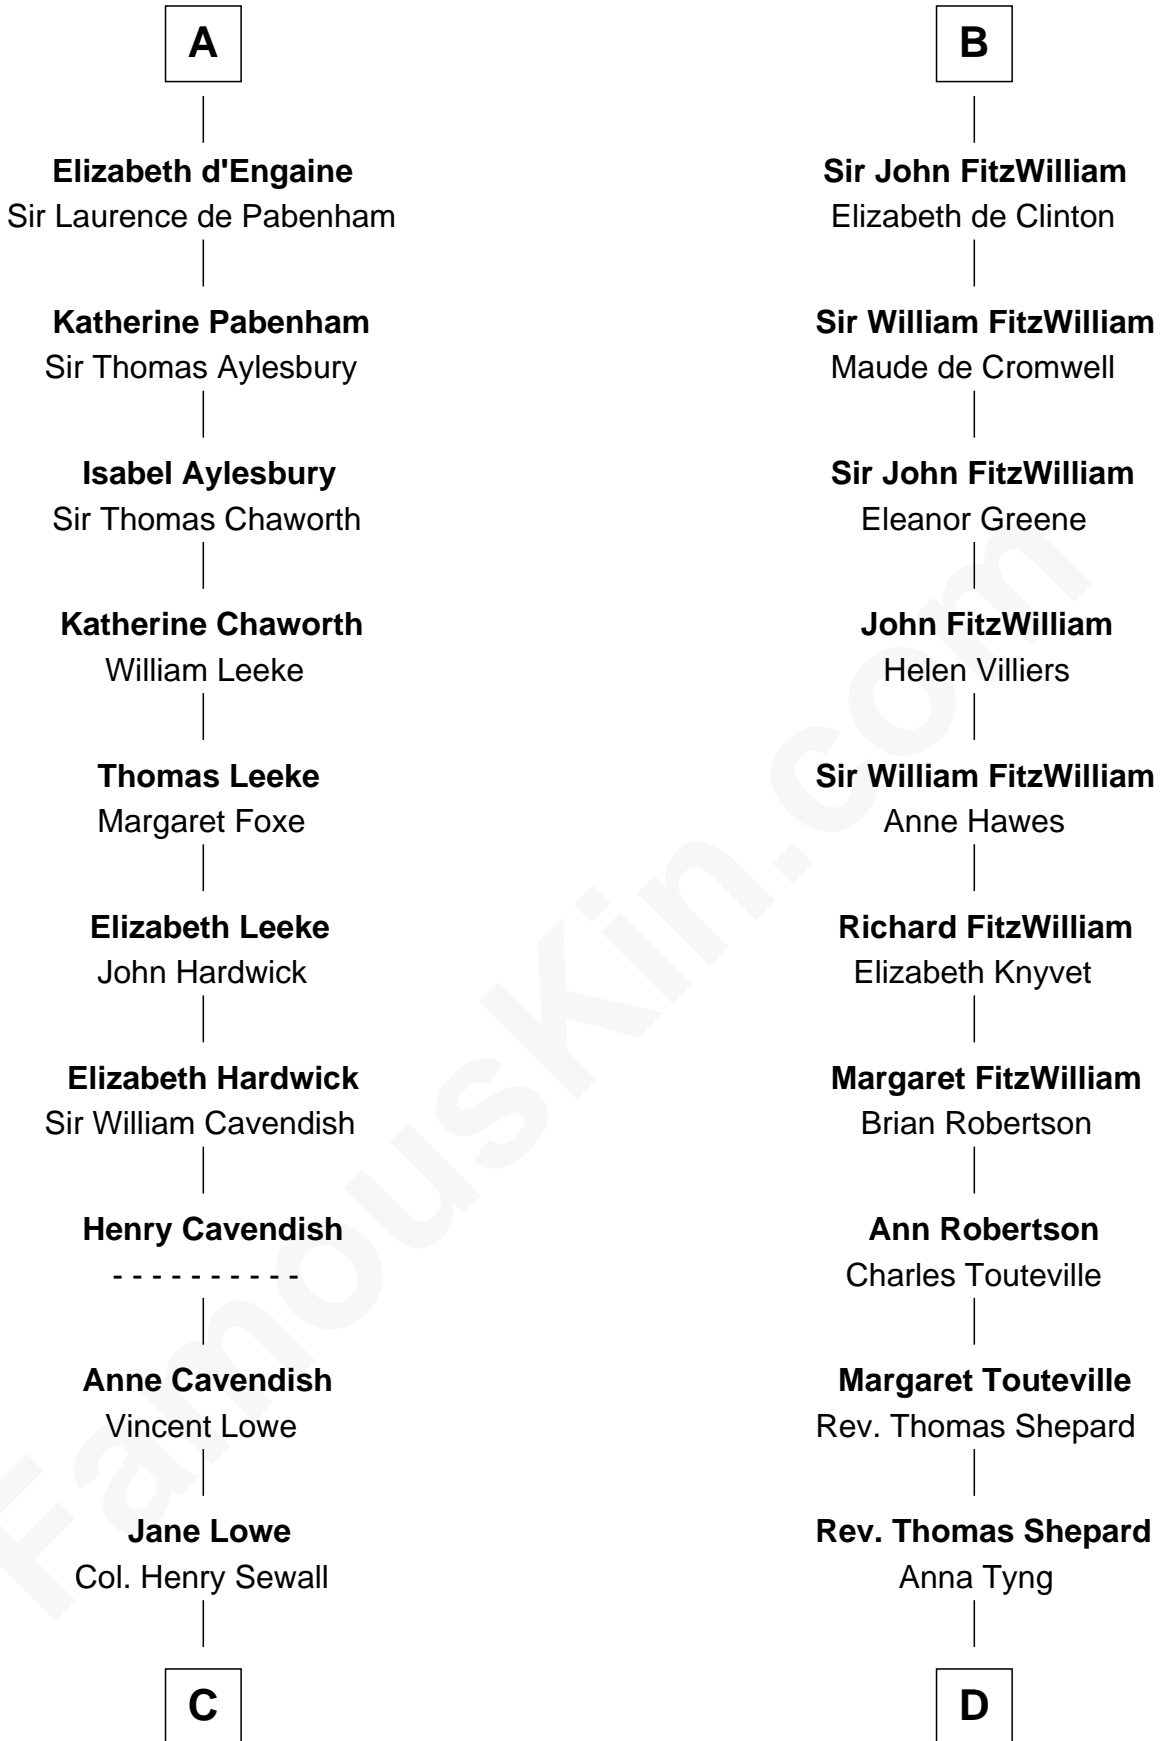 A
Elizabeth d'Engaine
Sir Laurence de Pabenham
Katherine Pabenham
Sir Thomas Aylesbury
Isabel Aylesbury
Sir Thomas Chaworth
Katherine Chaworth
William Leeke
Thomas Leeke
Margaret Foxe
Elizabeth Leeke
John Hardwick
Elizabeth Hardwick
Sir William Cavendish
Henry Cavendish
- - - - - - - - - -
Anne Cavendish
Vincent Lowe
Jane Lowe
Col. Henry Sewall
C
B
Sir John FitzWilliam
Elizabeth de Clinton
Sir William FitzWilliam
Maude de Cromwell
Sir John FitzWilliam
Eleanor Greene
John FitzWilliam
Helen Villiers
Sir William FitzWilliam
Anne Hawes
Richard FitzWilliam
Elizabeth Knyvet
Margaret FitzWilliam
Brian Robertson
Ann Robertson
Charles Touteville
Margaret Touteville
Rev. Thomas Shepard
Rev. Thomas Shepard
Anna Tyng
D
FamousKin.com